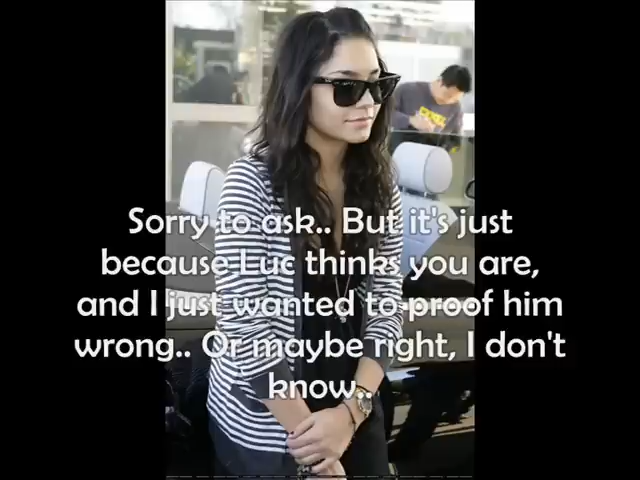 Sorry to ask.. But it's just
because Luc thinks you are,
and I just wanted to proof him
wrong.. Or maybe right, I don't
know..